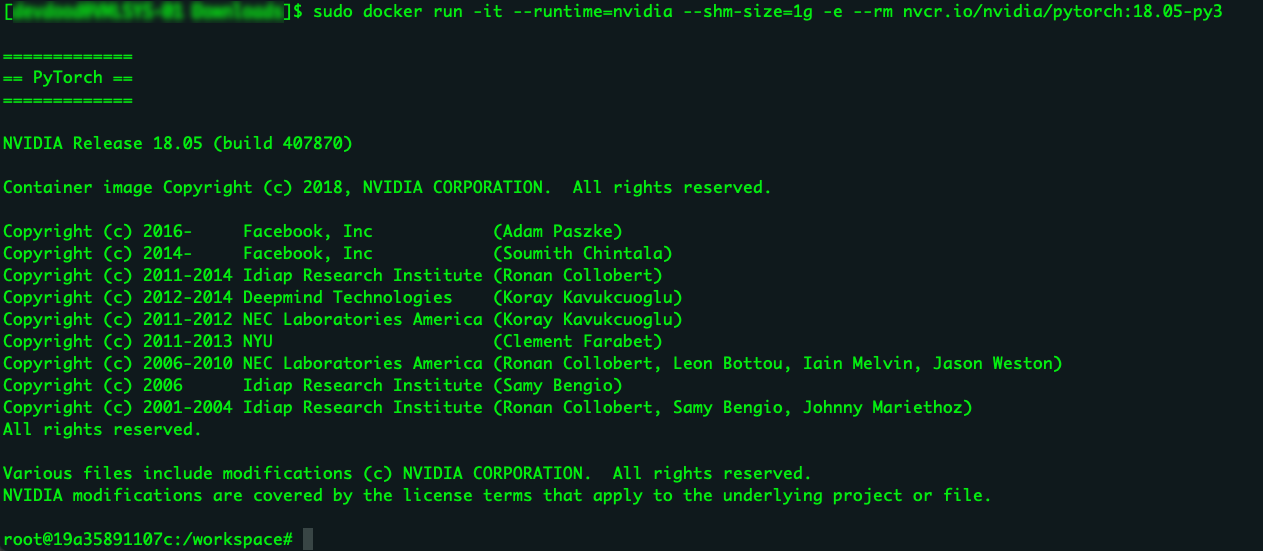 [ ]$ sudo docker run -it --runtime=nvidia --shm-size=1g -e --rm nvcr.io/nvidia/pytorch:18.05-py3
=============
== PyTorch ==
=============
NVIDIA Release 18.05 (build 407870)
Container image Copyright (c) 2018, NVIDIA CORPORATION.  All rights reserved.
Copyright (c) 2016-     Facebook, Inc            (Adam Paszke)
Copyright (c) 2014-     Facebook, Inc            (Soumith Chintala)
Copyright (c) 2011-2014 Idiap Research Institute (Ronan Collobert)
Copyright (c) 2012-2014 Deepmind Technologies    (Koray Kavukcuoglu)
Copyright (c) 2011-2012 NEC Laboratories America (Koray Kavukcuoglu)
Copyright (c) 2011-2013 NYU                      (Clement Farabet)
Copyright (c) 2006-2010 NEC Laboratories America (Ronan Collobert, Leon Bottou, Iain Melvin, Jason Weston)
Copyright (c) 2006      Idiap Research Institute (Samy Bengio)
Copyright (c) 2001-2004 Idiap Research Institute (Ronan Collobert, Samy Bengio, Johnny Mariethoz)
All rights reserved.
Various files include modifications (c) NVIDIA CORPORATION.  All rights reserved.
NVIDIA modifications are covered by the license terms that apply to the underlying project or file.
root@19a35891107c:/workspace#